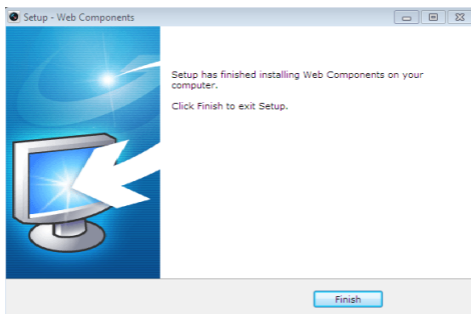 Setup - Web Components
Setup has finished installing Web Components on your
computer.
Click Finish to exit Setup.
Finish